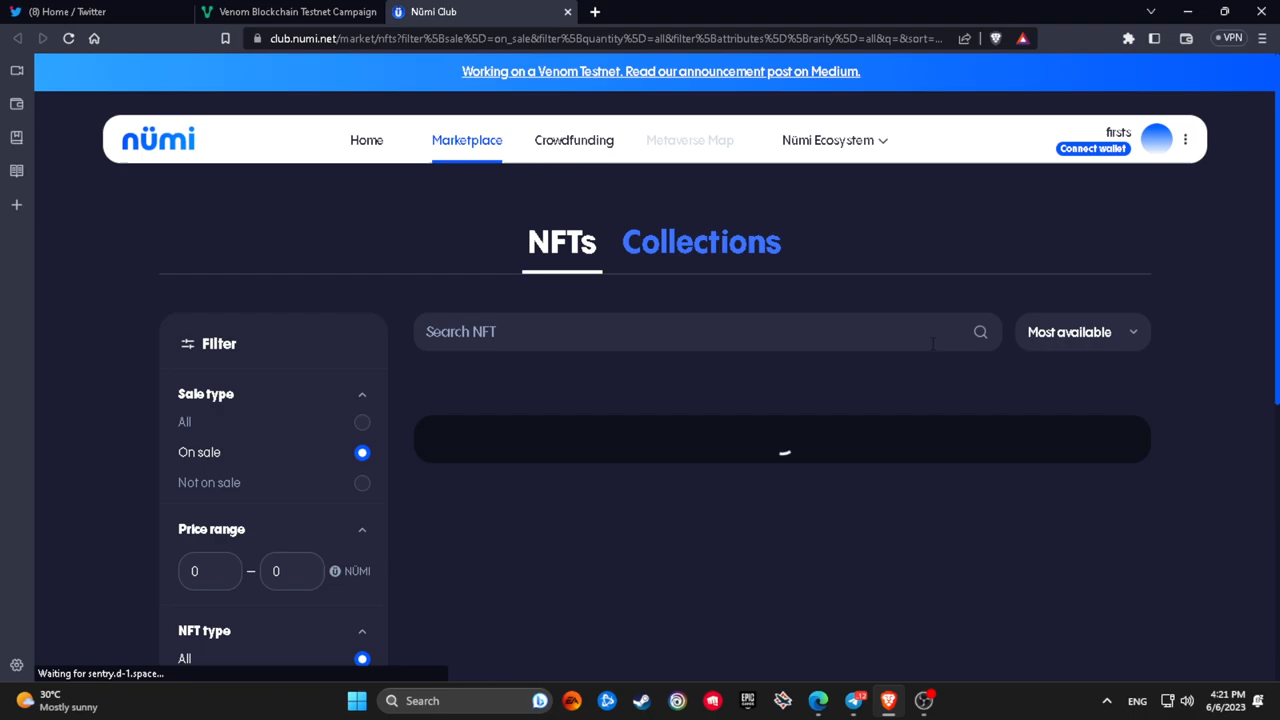 (8) Home / Twitter
Venom Blockchain Testnet Campaign
Nümi Club
club.numi.net/market/nfts?filter%5Bsale%5D=on_sale&filter%5Bquantity%5D=all&filter%5Battributes%5D%5Brarity%5D=all&q=&sort=...
VPN
Working on a Venom Testnet. Read our announcement post on Medium.
nümi
Home
Marketplace
Crowdfunding
Metaverse Map
Nümi Ecosystem
firsts
Connect wallet
NFTs
Collections
Filter
Search NFT
Most available
Sale type
All
On sale
Not on sale
Price range
0 – 0 NÜMI
NFT type
All
Waiting for sentry.d-1.space...
30°C
Mostly sunny
Search
EPIC
GAMES
12
ENG
4:21 PM
6/6/2023